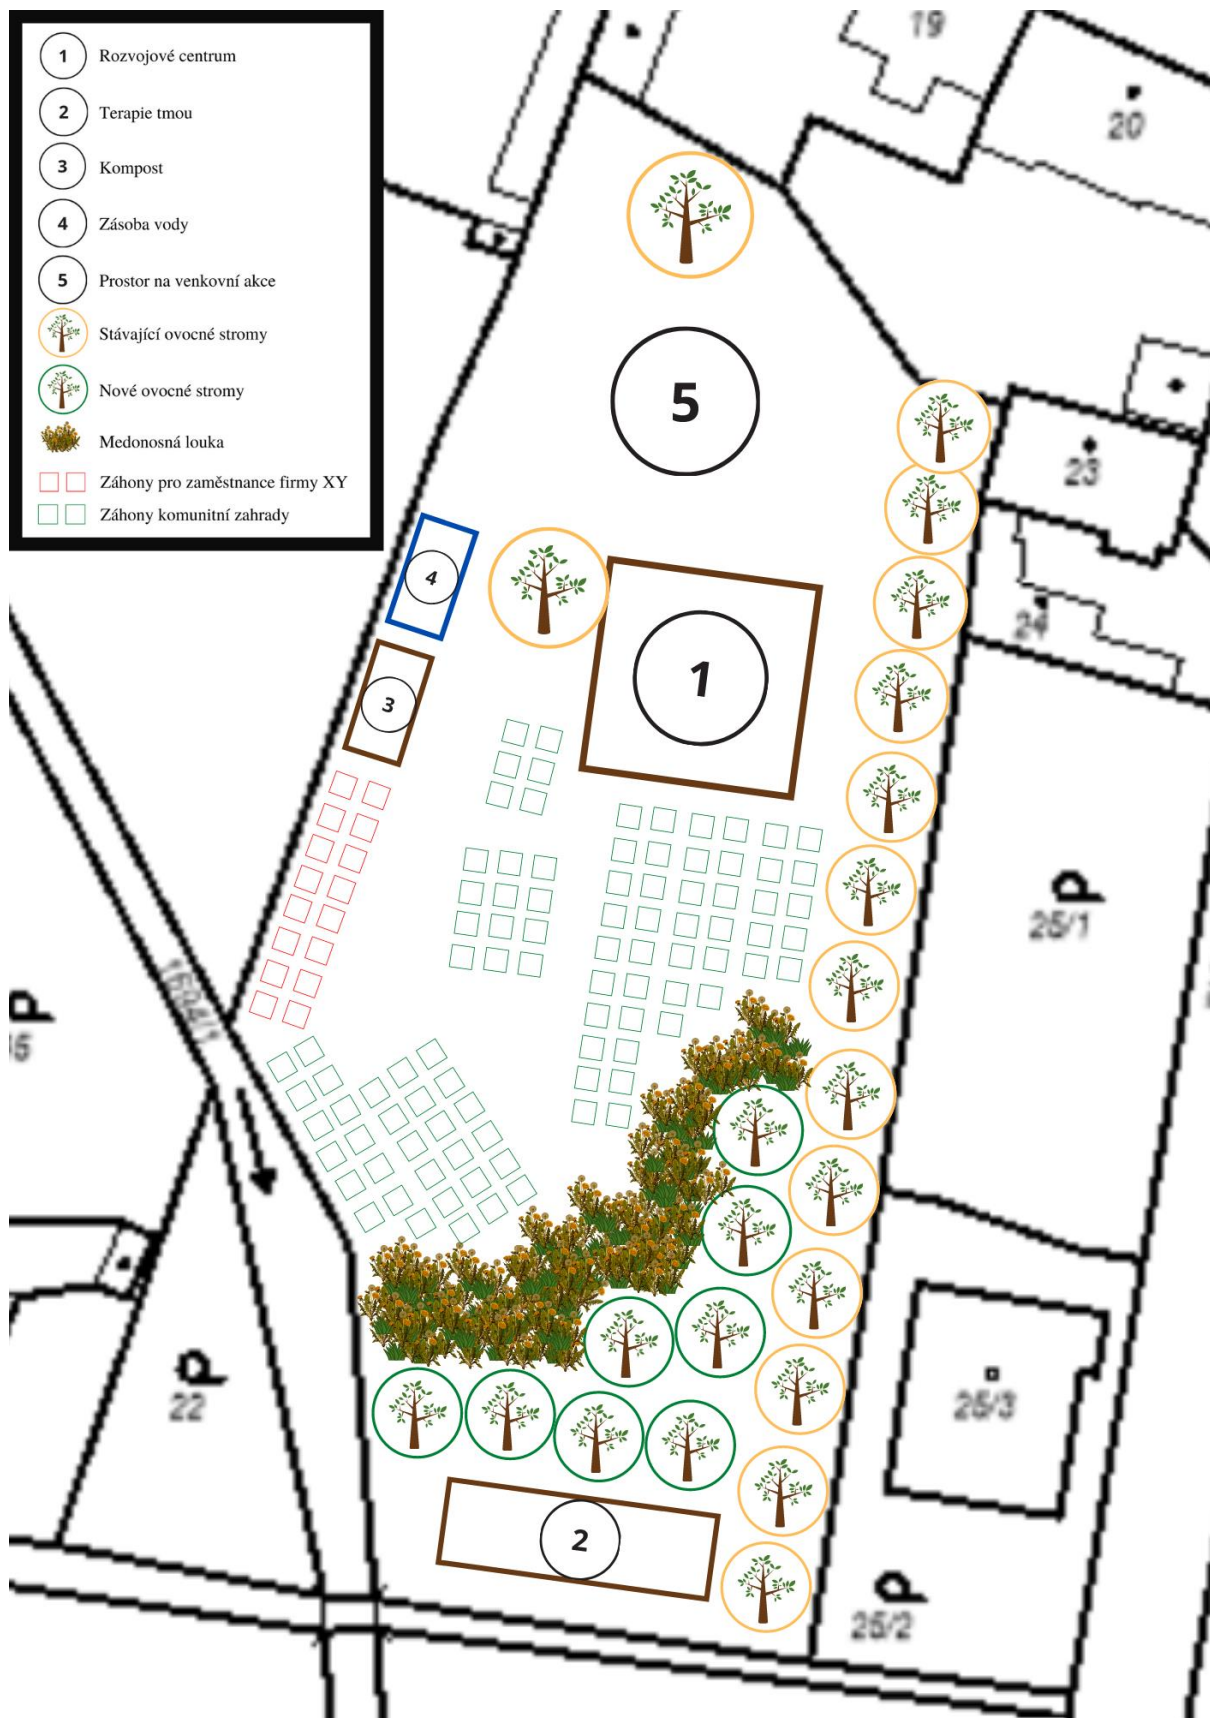 1 Rozvojové centrum
2 Terapie tmou
3 Kompost
4 Zásoba vody
5 Prostor na venkovní akce
Stávající ovocné stromy
Nové ovocné stromy
Medonosná louka
Záhony pro zaměstnance firmy XY
Záhony komunitní zahrady
19
20
5
23
4
24
1
3
25/1
1694/1
22
25/3
2
25/2